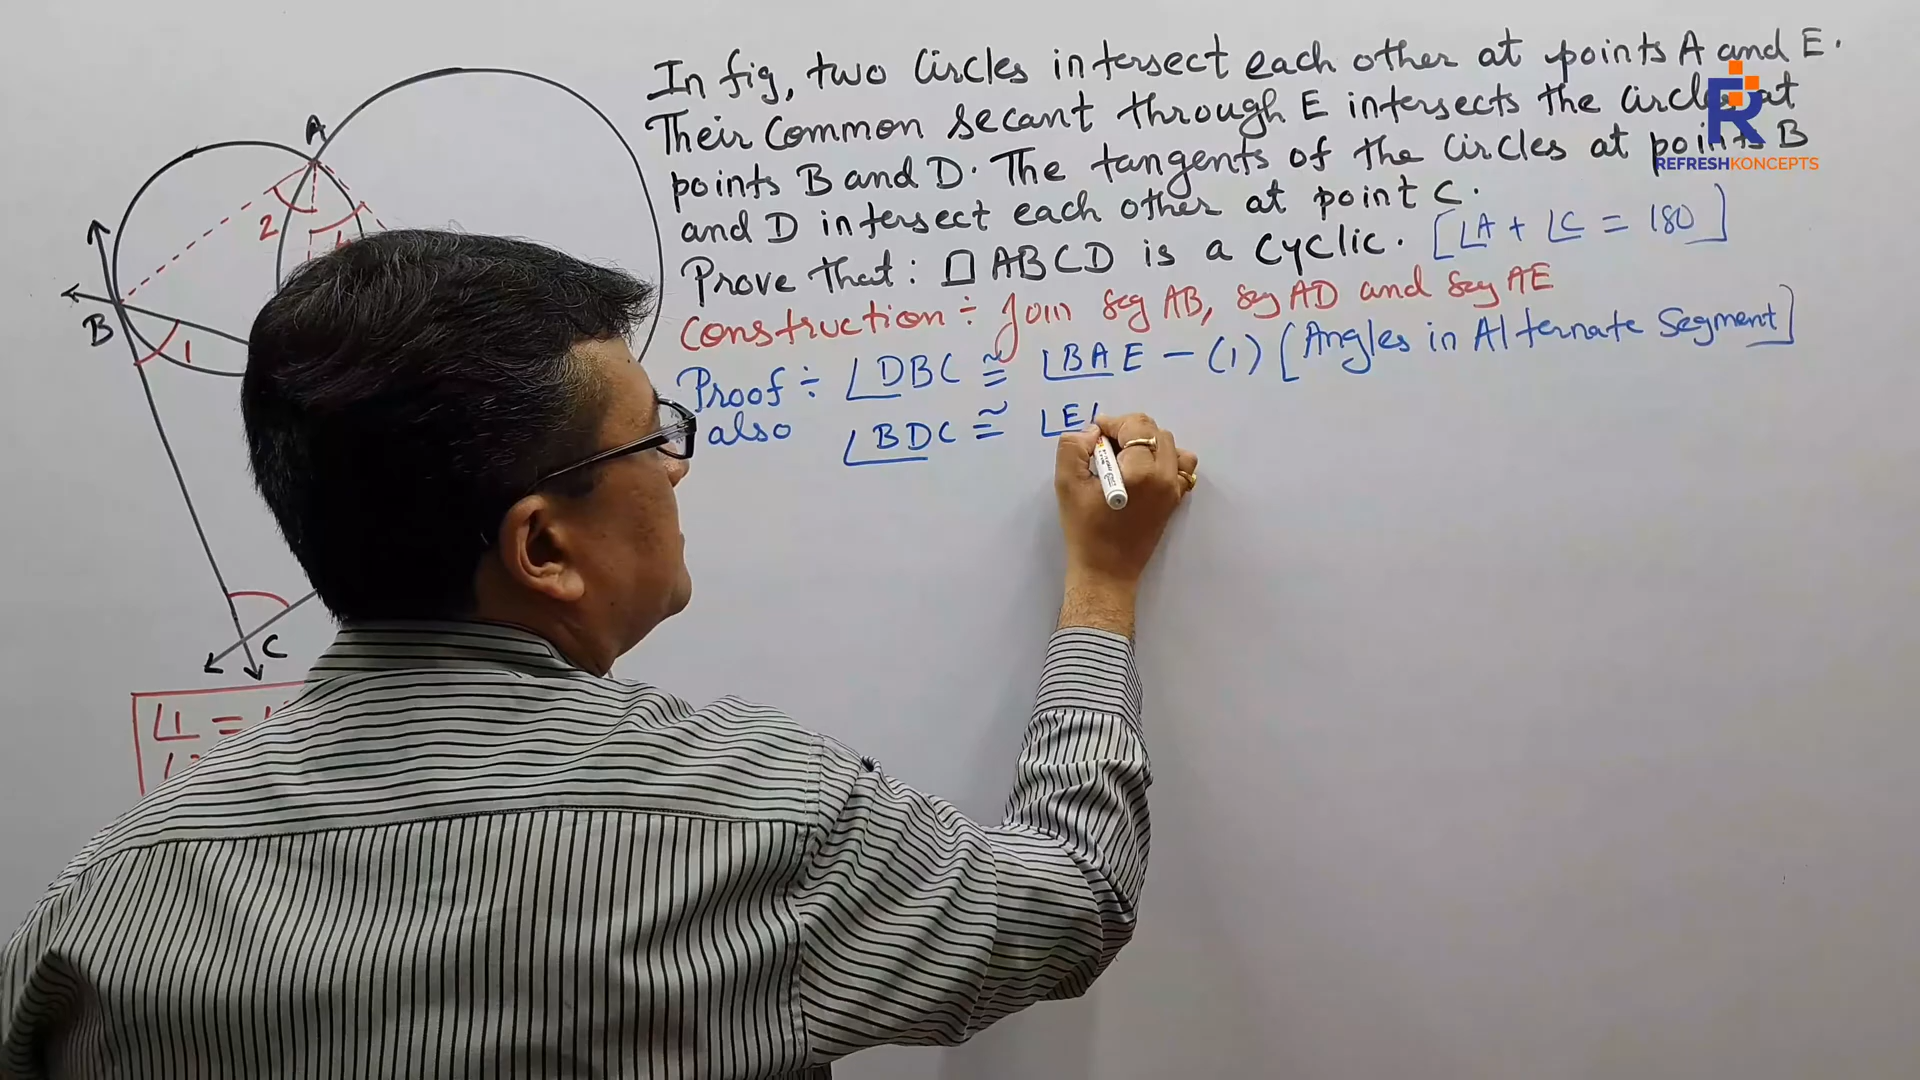 In fig, two circles intersect each other at points A and E.
Their common secant through E intersects the circles at
points B and D. The tangents of the circles at points B
and D intersect each other at point C.
Prove that : □ABCD is a cyclic. [∠A + ∠C = 180]
Construction ÷ Join seg AB, seg AD and seg AE
Proof ÷ ∠DBC ≅ ∠BAE – (1) [Angles in Alternate Segment]
also ∠BDC ≅ ∠E
REFRESHKONCEPTS
A
2
B
1
C
∠1 =